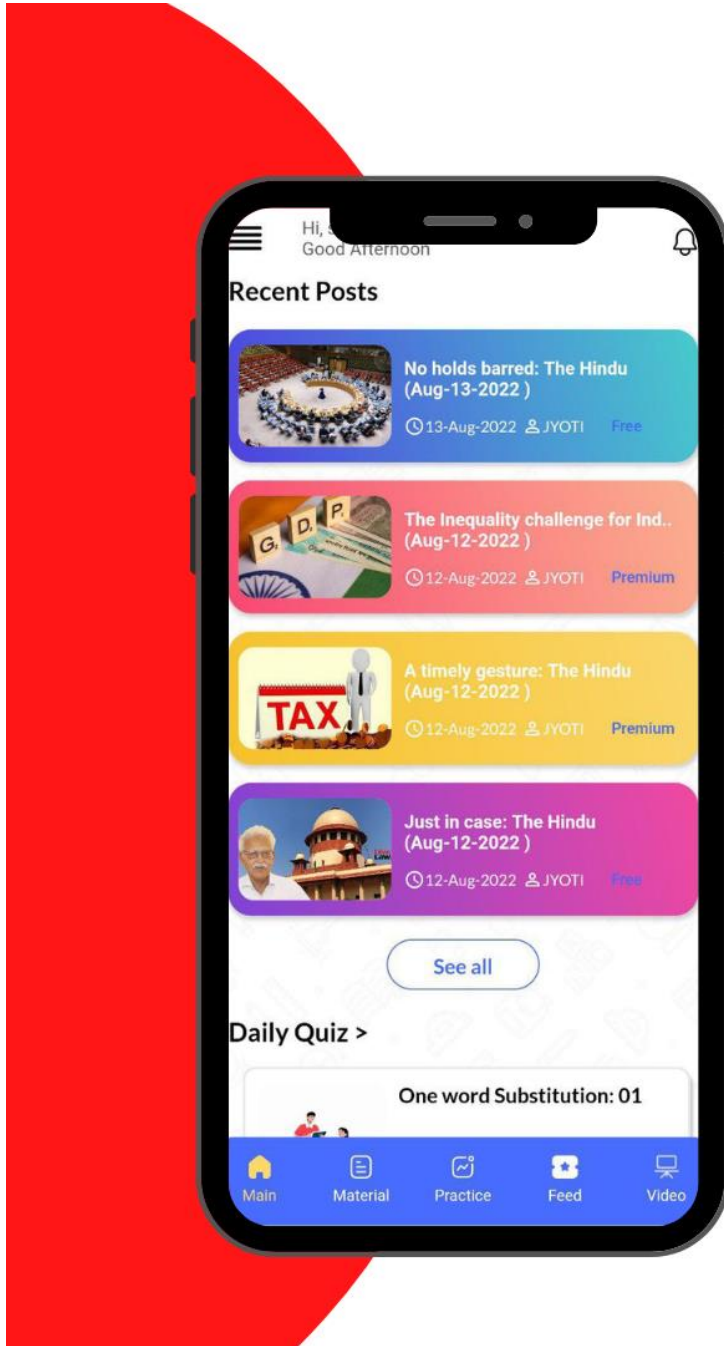 Hi,
Good Afternoon
Recent Posts
No holds barred: The Hindu
(Aug-13-2022 )
13-Aug-2022 JYOTI Free
G, D, P,
The Inequality challenge for Ind..
(Aug-12-2022 )
12-Aug-2022 JYOTI Premium
TAX
A timely gesture: The Hindu
(Aug-12-2022 )
12-Aug-2022 JYOTI Premium
Just in case: The Hindu
(Aug-12-2022 )
12-Aug-2022 JYOTI Free
See all
Daily Quiz >
One word Substitution: 01
Main Material Practice Feed Video